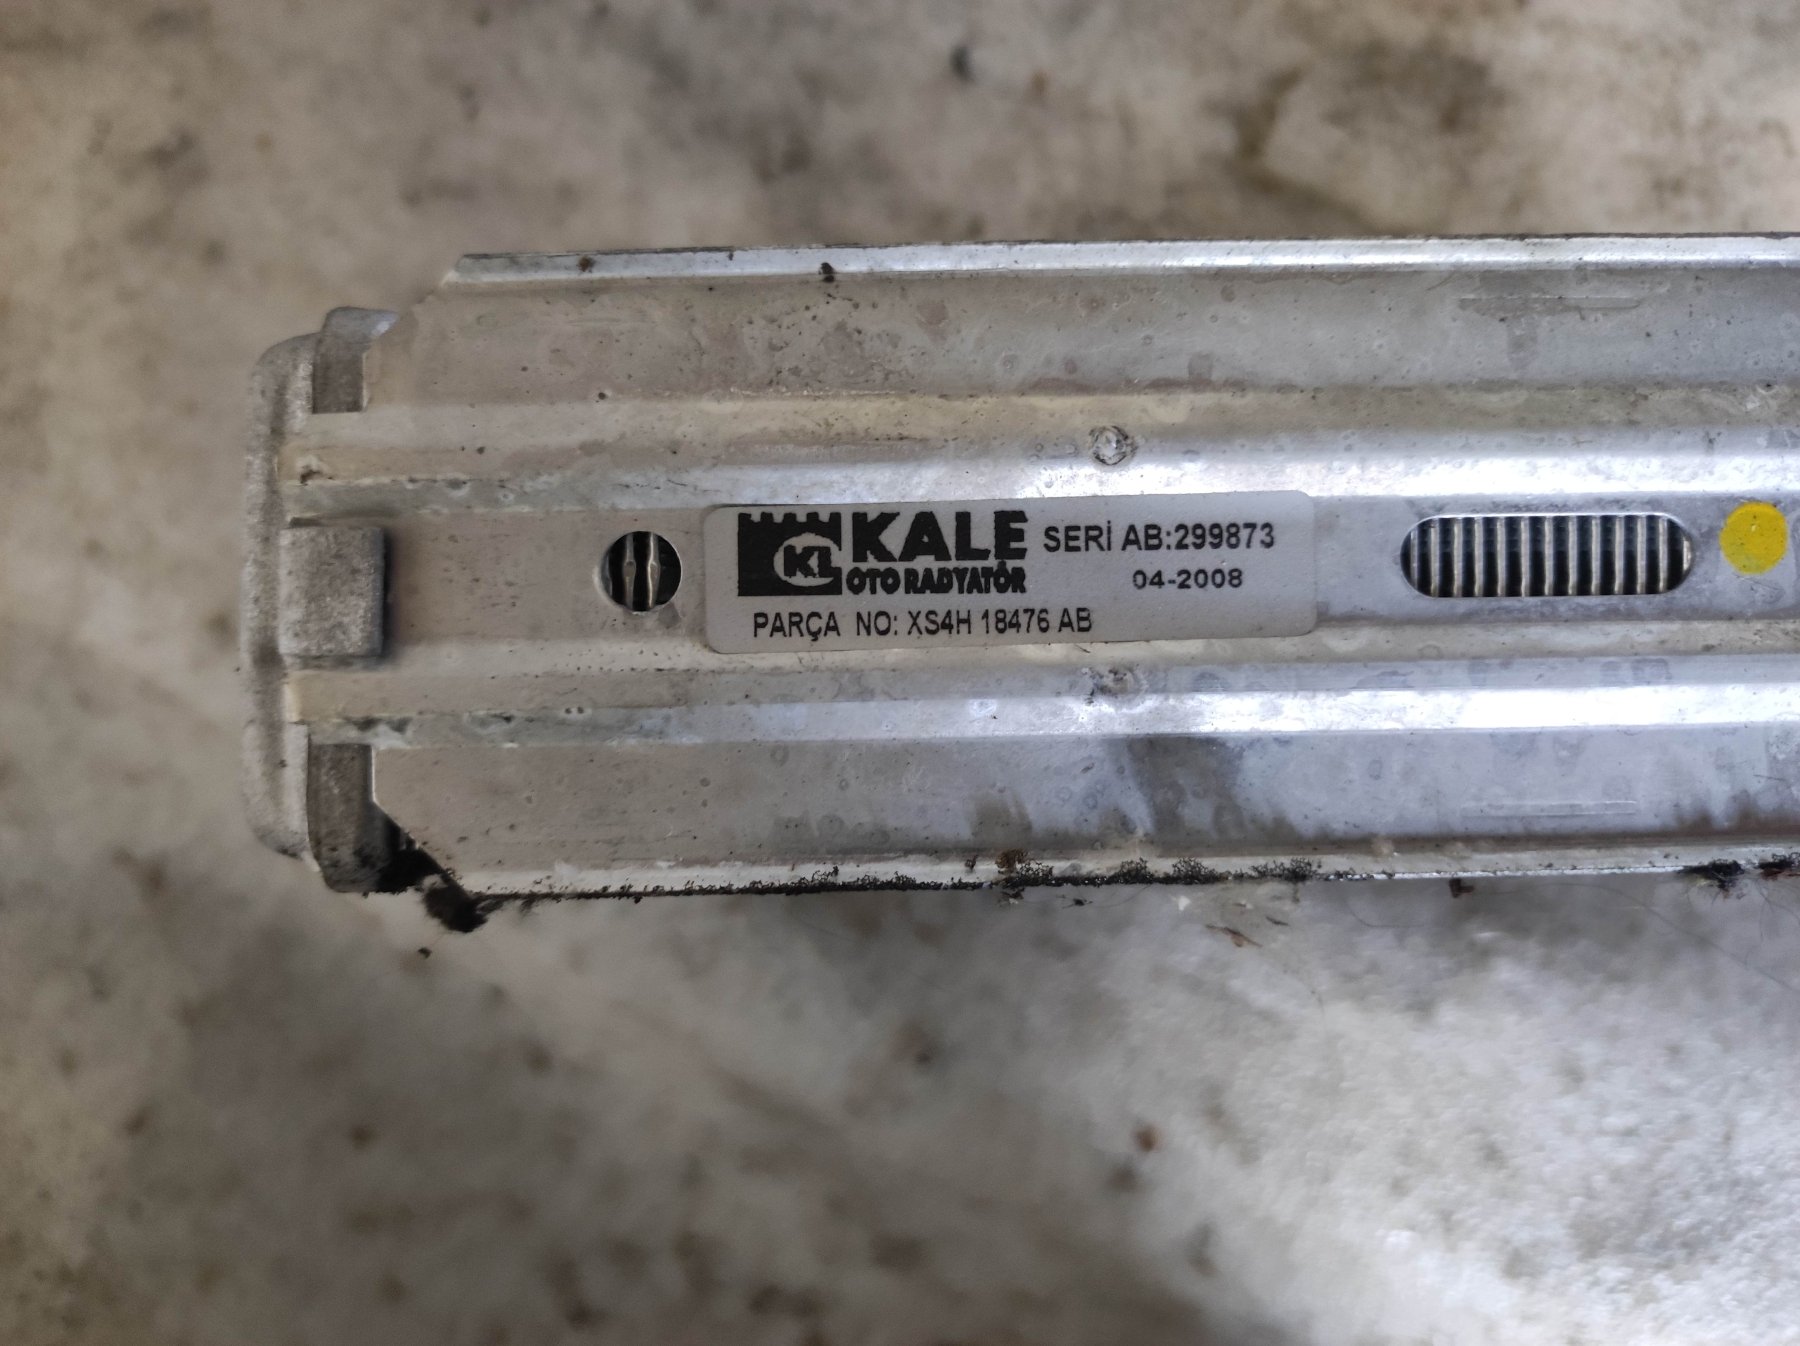 KALE SERİ AB:299873
KL OTO RADYATÖR 04-2008
PARÇA NO: XS4H 18476 AB